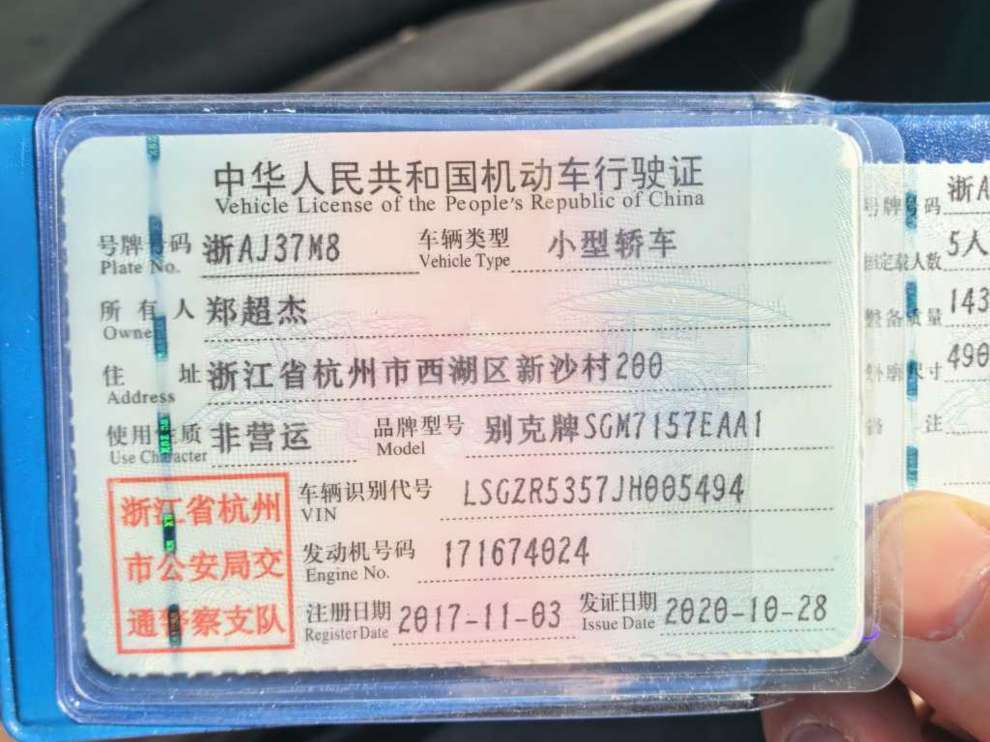 中华人民共和国机动车行驶证
Vehicle License of the People's Republic of China
号牌号码 浙AJ37M8 车辆类型 小型轿车
Plate No. Vehicle Type
所有人 郑超杰
Owner
住址 浙江省杭州市西湖区新沙村200
Address
使用性质 非营运 品牌型号 别克牌SGM7157EAA1
Use Character Model
浙江省杭州
市公安局交
通警察支队
车辆识别代号 LSGZR5357JH005494
VIN
发动机号码 171674024
Engine No.
注册日期 2017-11-03 发证日期 2020-10-28
Register Date Issue Date
号牌号码 浙A
核定载人数 5人
整备质量 143
外廓尺寸 490
备注